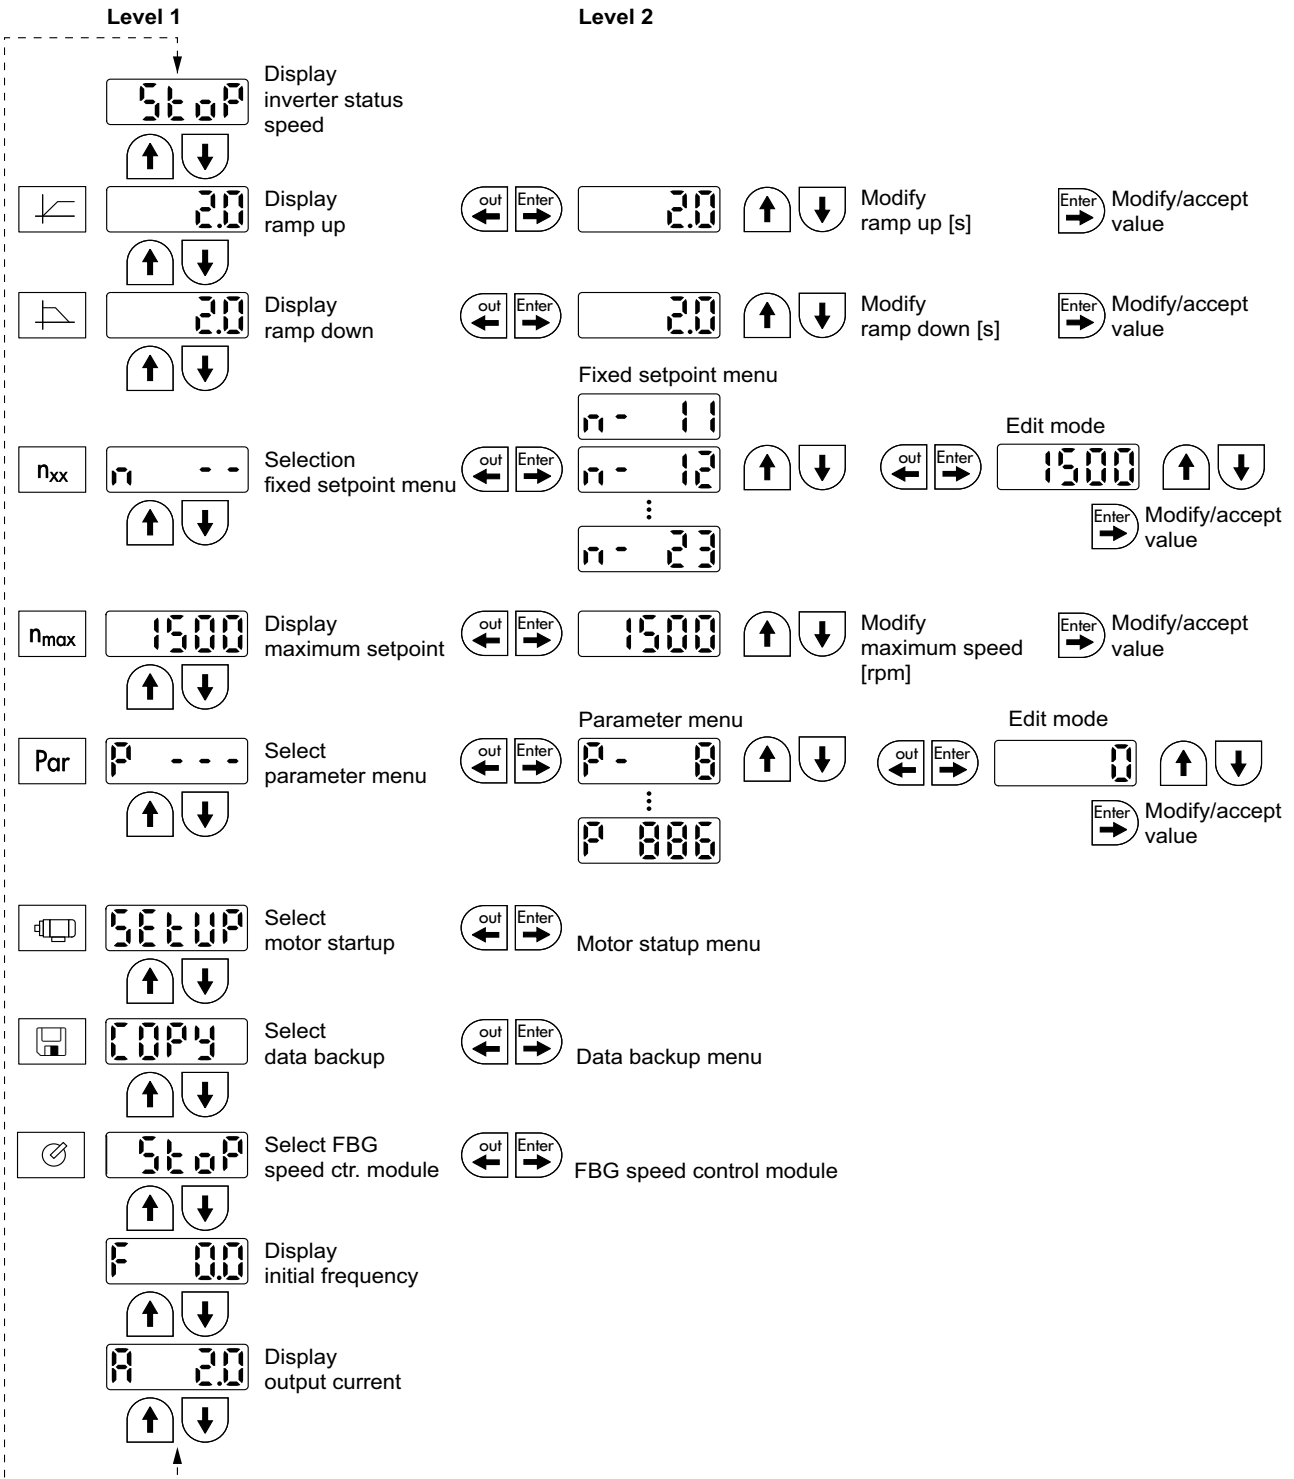 Level 1 Level 2
StoP Display
inverter status
speed
2.0 Display
ramp up
out Enter 2.0 Modify
ramp up [s]
Enter Modify/accept
value
2.0 Display
ramp down
out Enter 2.0 Modify
ramp down [s]
Enter Modify/accept
value
Fixed setpoint menu
n- 11
nxx n -- Selection
fixed setpoint menu
out Enter n- 12
n- 23
out Enter Edit mode
1500
Enter Modify/accept
value
nmax 1500 Display
maximum setpoint
out Enter 1500 Modify
maximum speed
[rpm]
Enter Modify/accept
value
Parameter menu
Par P --- Select
parameter menu
out Enter P- 8
P 886
out Enter Edit mode
0
Enter Modify/accept
value
SEtUP Select
motor startup
out Enter Motor statup menu
COPY Select
data backup
out Enter Data backup menu
StoP Select FBG
speed ctr. module
out Enter FBG speed control module
F 0.0 Display
initial frequency
A 2.0 Display
output current